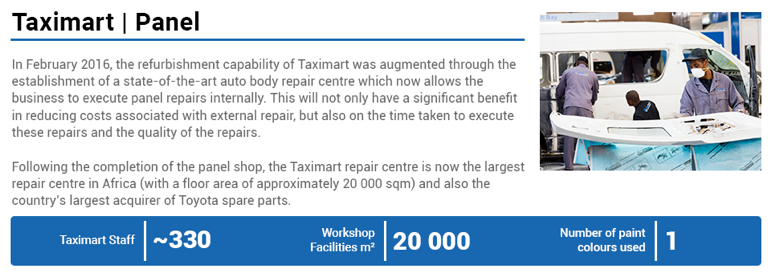 Taximart | Panel
In February 2016, the refurbishment capability of Taximart was augmented through the
establishment of a state-of-the-art auto body repair centre which now allows the
business to execute panel repairs internally. This will not only have a significant benefit
in reducing costs associated with external repair, but also on the time taken to execute
these repairs and the quality of the repairs.
Following the completion of the panel shop, the Taximart repair centre is now the largest
repair centre in Africa (with a floor area of approximately 20 000 sqm) and also the
country's largest acquirer of Toyota spare parts.
Taximart Staff ~330
Workshop
Facilities m² 20 000
Number of paint
colours used 1